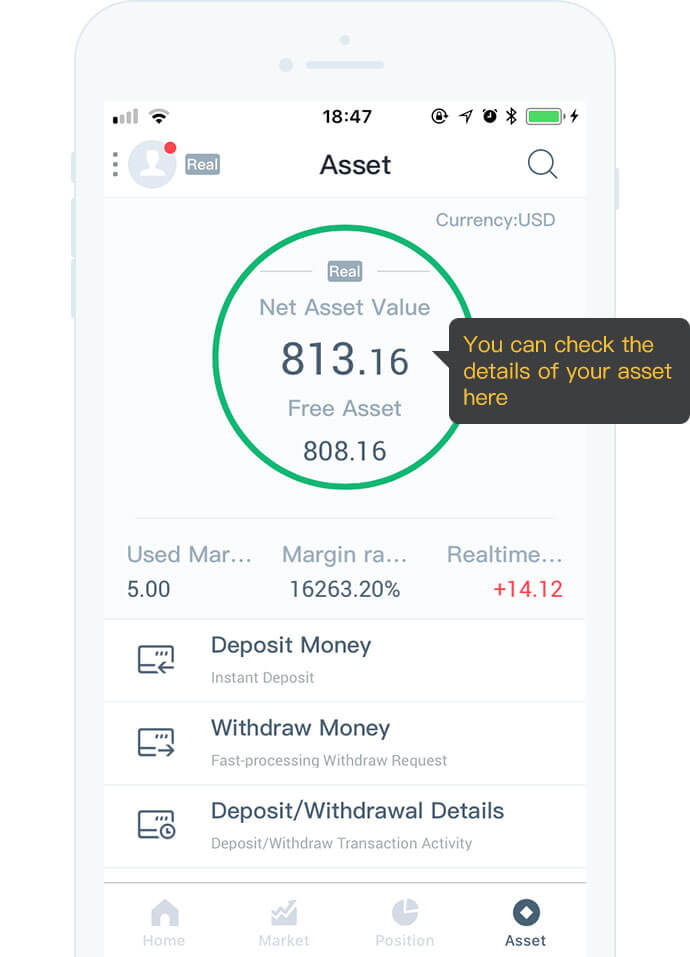 18:47
Real
Asset
Currency:USD
Real
Net Asset Value
813.16
Free Asset
808.16
You can check the
details of your asset
here
Used Mar... Margin ra... Realtime...
5.00 16263.20% +14.12
Deposit Money
Instant Deposit
Withdraw Money
Fast-processing Withdraw Request
Deposit/Withdrawal Details
Deposit/Withdraw Transaction Activity
Home Market Position Asset